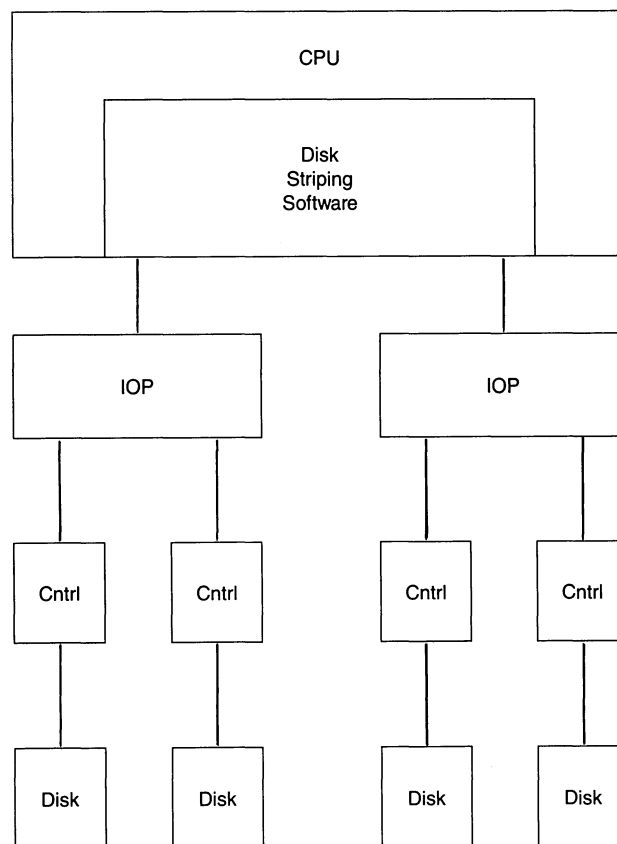 CPU
Disk
Striping
Software
IOP
IOP
Cntrl
Cntrl
Cntrl
Cntrl
Disk
Disk
Disk
Disk